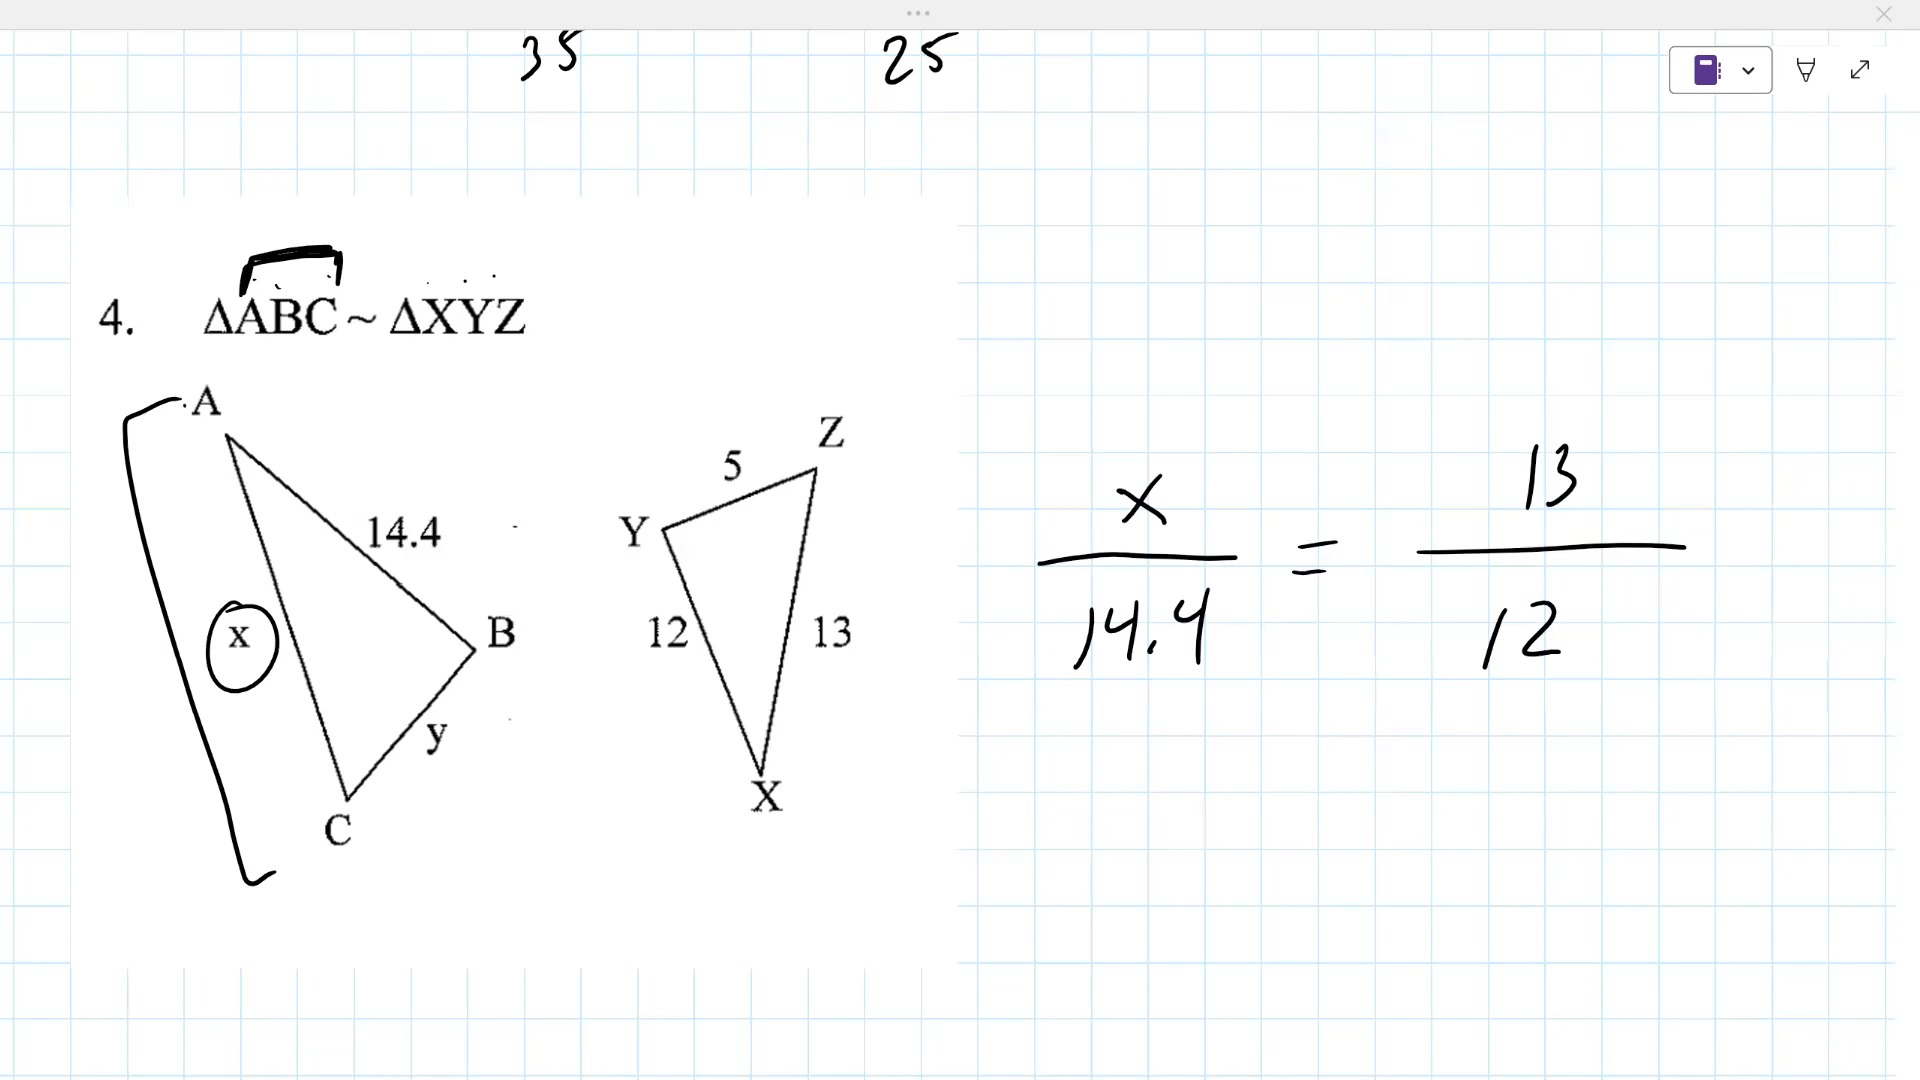 35 25
4. ΔABC ~ ΔXYZ
A
Z
5
14.4
Y
x
B
12
13
y
X
C
x/14.4 = 13/12